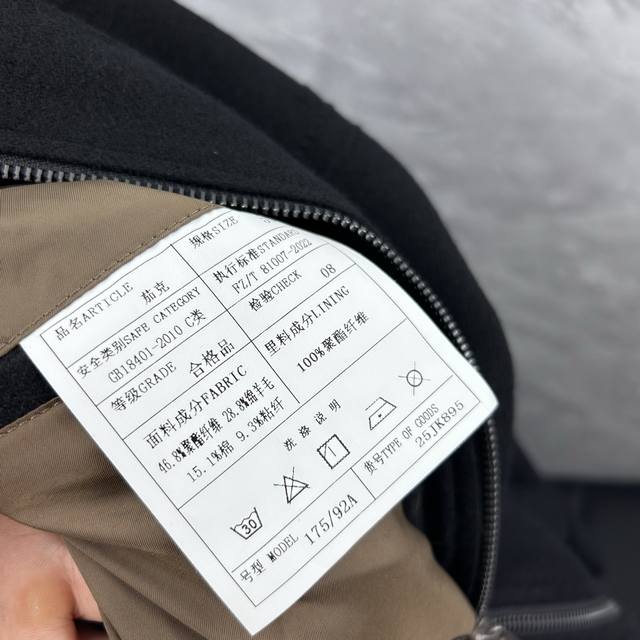 品名ARTICLE 茄克
规格SIZE
安全类别SAFE CATEGORY
GB18401-2010 C类
执行标准STANDARD
FZ/T 81007-2022
等级GRADE 合格品
检验CHECK 08
面料成分FABRIC
46.8%聚酯纤维 28.8%绵羊毛
15.1%棉 9.3%粘纤
里料成分LINING
100%聚酯纤维
洗涤说明
30
1
号型 MODEL 175/92A
货号TYPE OF GOODS
25JK895